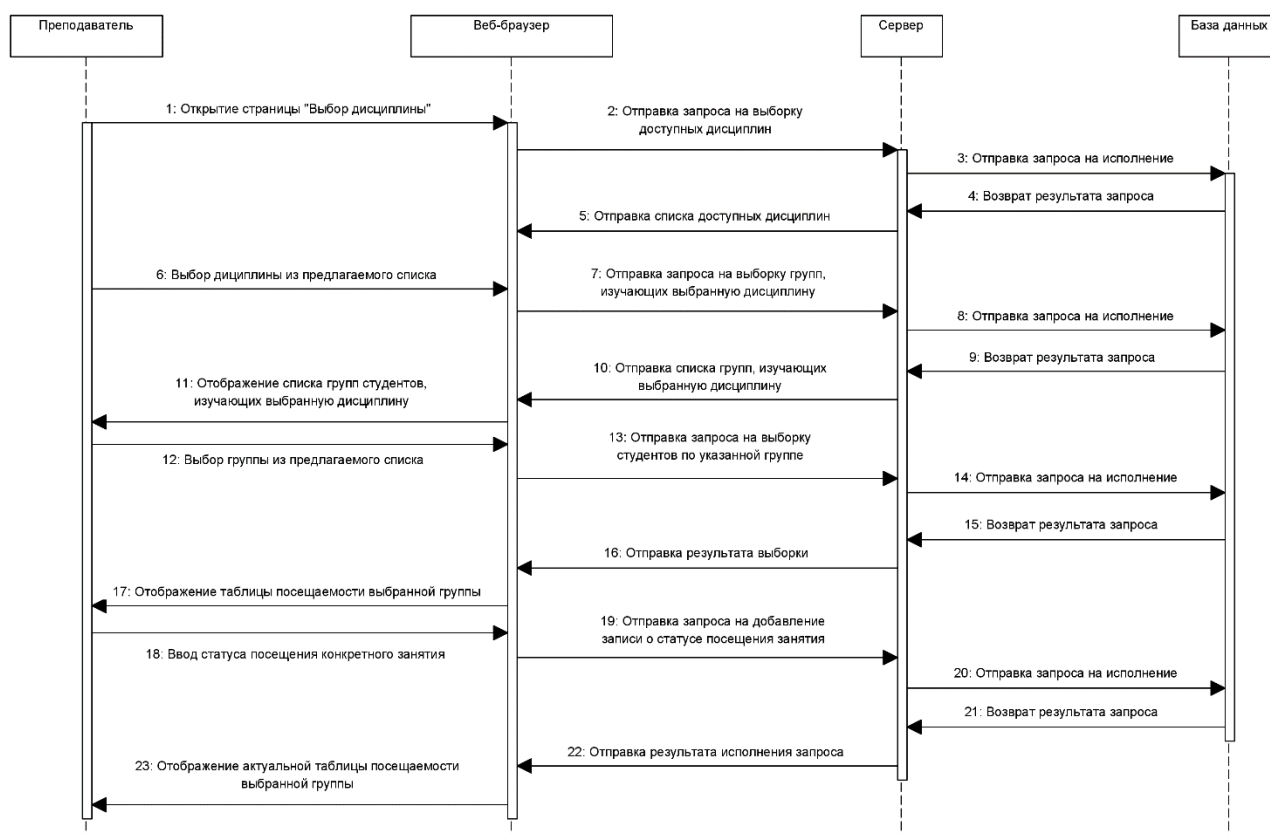 Преподаватель
Веб-браузер
Сервер
База данных
1: Открытие страницы "Выбор дисциплины"
2: Отправка запроса на выборку
доступных дисциплин
3: Отправка запроса на исполнение
4: Возврат результата запроса
5: Отправка списка доступных дисциплин
6: Выбор дициплины из предлагаемого списка
7: Отправка запроса на выборку групп,
изучающих выбранную дисциплину
8: Отправка запроса на исполнение
9: Возврат результата запроса
10: Отправка списка групп, изучающих
выбранную дисциплину
11: Отображение списка групп студентов,
изучающих выбранную дисциплину
12: Выбор группы из предлагаемого списка
13: Отправка запроса на выборку
студентов по указанной группе
14: Отправка запроса на исполнение
15: Возврат результата запроса
16: Отправка результата выборки
17: Отображение таблицы посещаемости выбранной группы
18: Ввод статуса посещения конкретного занятия
19: Отправка запроса на добавление
записи о статусе посещения занятия
20: Отправка запроса на исполнение
21: Возврат результата запроса
22: Отправка результата исполнения запроса
23: Отображение актуальной таблицы посещаемости
выбранной группы